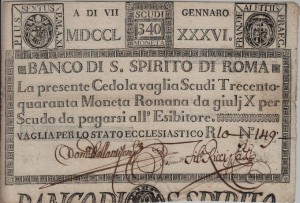 A DI VII SCUDI GENNARO
MDCCL 340 XXXVI.
MONETA
PIUS SEXTUS
BANCO DI S. SPIRITO DI ROMA
La presente Cedola vaglia Scudi Trecento-
quaranta Moneta Romana da giulj X per
Scudo da pagarsi all' Esibitore.
VAGLIA PER LO STATO ECCLESIASTICO R10 N° 149
BANCO DI S. SPIRITO